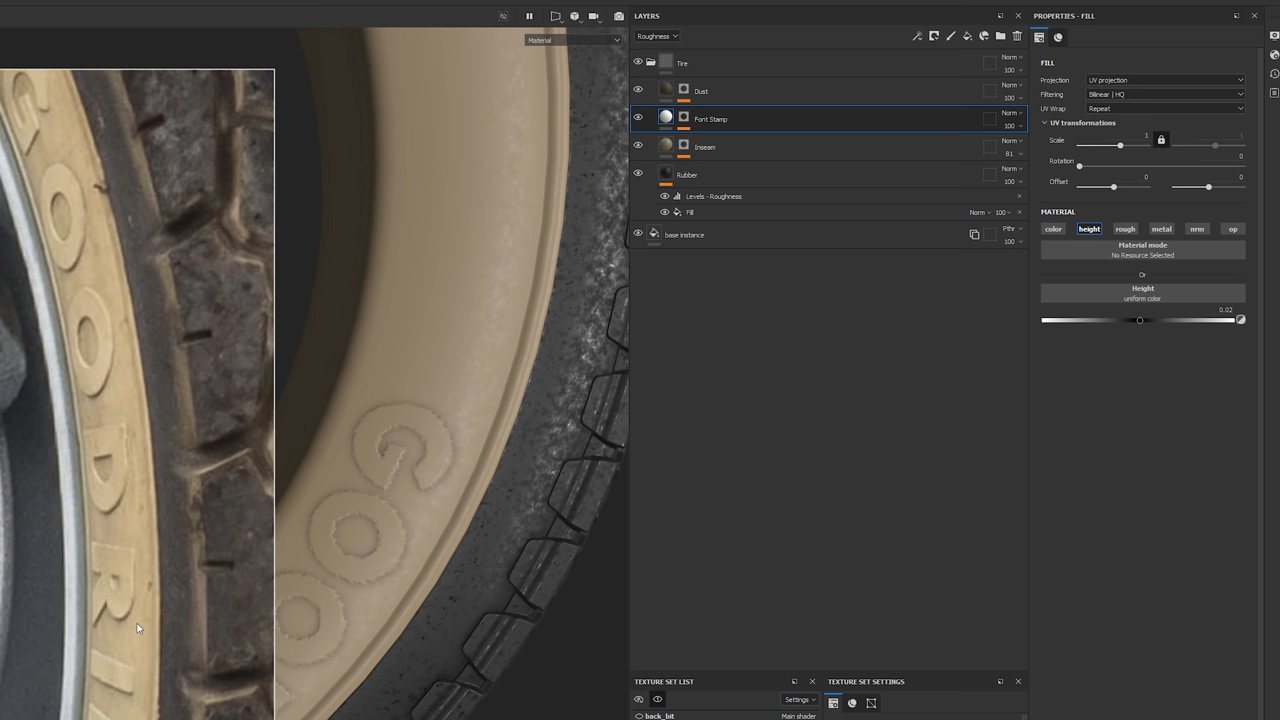 LAYERS
PROPERTIES - FILL
Material
Roughness
Tire
Norm
100
Dust
Norm
100
Font Stamp
Norm
100
Inseam
Norm
81
Rubber
Norm
100
Levels - Roughness
Fill
Norm
100
base instance
Pthr
100
FILL
Projection
UV projection
Filtering
Bilinear | HQ
UV Wrap
Repeat
UV transformations
Scale
1
1
Rotation
0
Offset
0
0
MATERIAL
color
height
rough
metal
nrm
op
Material mode
No Resource Selected
Or
Height
uniform color
0.02
TEXTURE SET LIST
TEXTURE SET SETTINGS
Settings
back_bit
Main shader
GOODRI
GOO